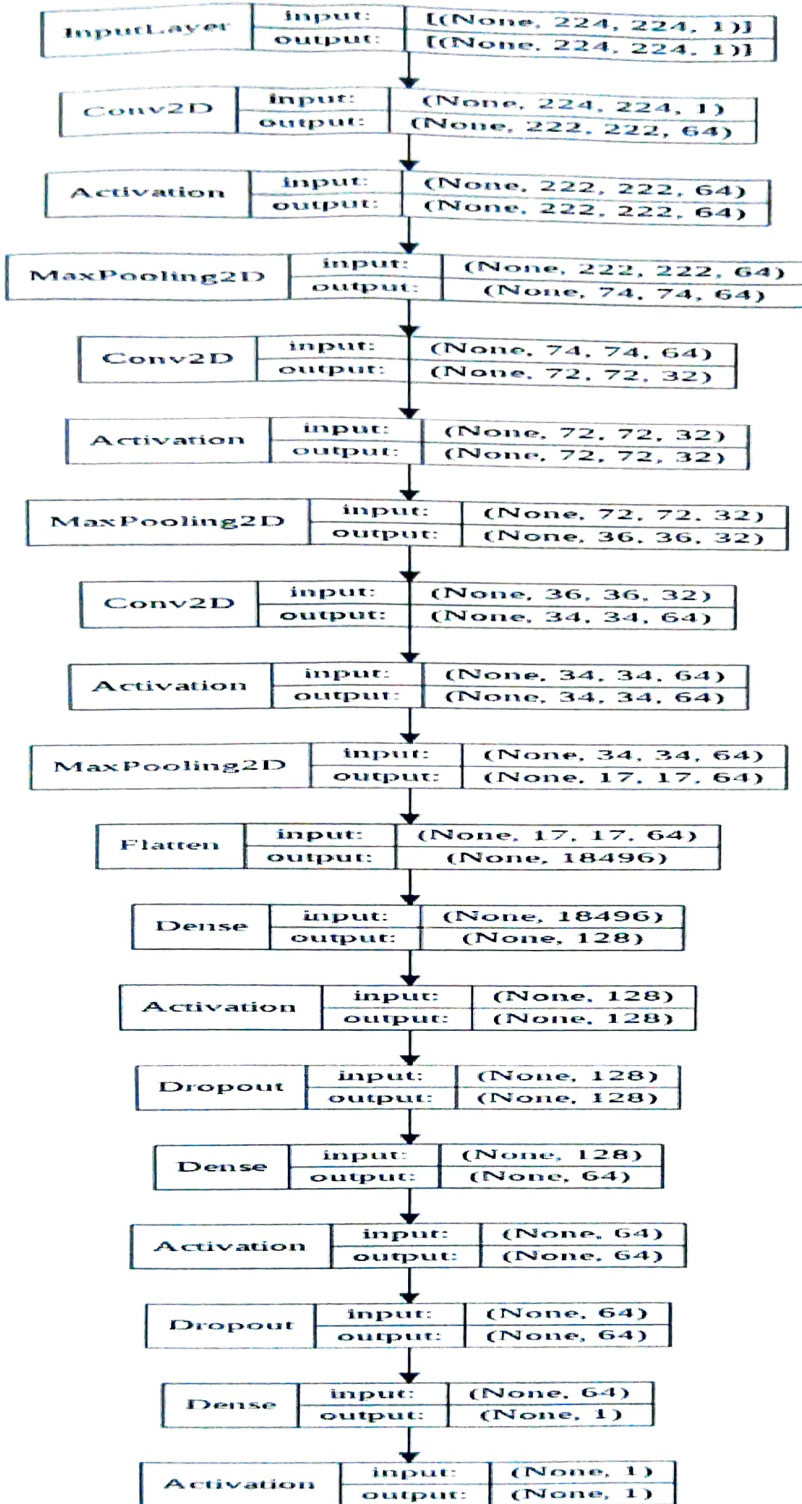 InputLayer
input: [(None, 224, 224, 1)]
output: [(None, 224, 224, 1)]
Conv2D
input: (None, 224, 224, 1)
output: (None, 222, 222, 64)
Activation
input: (None, 222, 222, 64)
output: (None, 222, 222, 64)
MaxPooling2D
input: (None, 222, 222, 64)
output: (None, 74, 74, 64)
Conv2D
input: (None, 74, 74, 64)
output: (None, 72, 72, 32)
Activation
input: (None, 72, 72, 32)
output: (None, 72, 72, 32)
MaxPooling2D
input: (None, 72, 72, 32)
output: (None, 36, 36, 32)
Conv2D
input: (None, 36, 36, 32)
output: (None, 34, 34, 64)
Activation
input: (None, 34, 34, 64)
output: (None, 34, 34, 64)
MaxPooling2D
input: (None, 34, 34, 64)
output: (None, 17, 17, 64)
Flatten
input: (None, 17, 17, 64)
output: (None, 18496)
Dense
input: (None, 18496)
output: (None, 128)
Activation
input: (None, 128)
output: (None, 128)
Dropout
input: (None, 128)
output: (None, 128)
Dense
input: (None, 128)
output: (None, 64)
Activation
input: (None, 64)
output: (None, 64)
Dropout
input: (None, 64)
output: (None, 64)
Dense
input: (None, 64)
output: (None, 1)
Activation
input: (None, 1)
output: (None, 1)